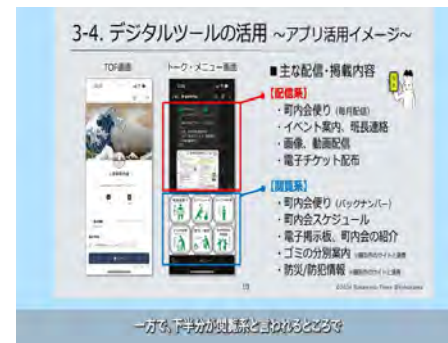 3-4. デジタルツールの活用 ～アプリ活用イメージ～
TOP画面
トーク・メニュー画面
■主な配信・掲載内容
【配信系】
・町内会便り (毎月配信)
・イベント案内、班長連絡
・画像、動画配信
・電子チケット配布
【閲覧系】
・町内会便り (バックナンバー)
・町内会スケジュール
・電子掲示板、町内会の紹介
・ゴミの分別案内
・防災/防犯情報
一方で、下半分が閲覧系と言われるところで